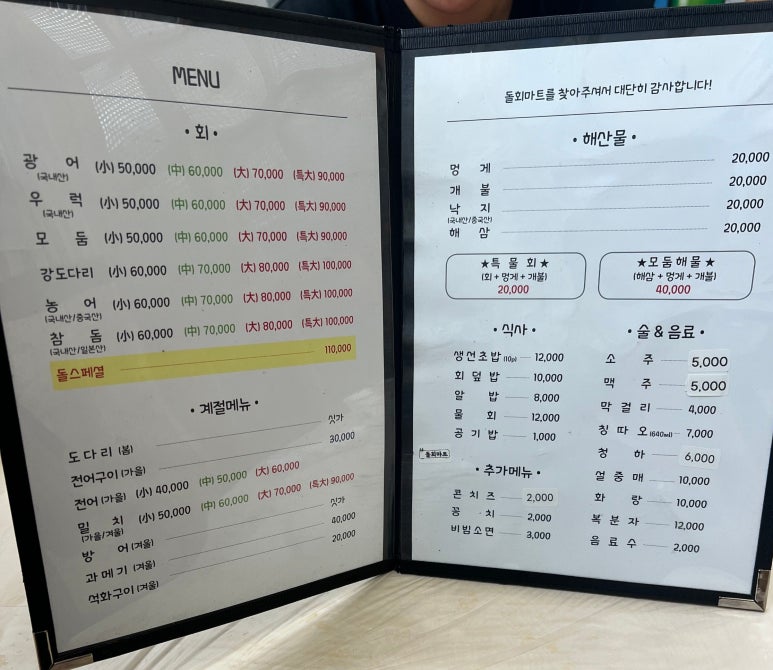 MENU
• 회 •
광 어 (小) 50,000 (中) 60,000 (大) 70,000 (특大) 90,000
(국내산)
우 럭 (小) 50,000 (中) 60,000 (大) 70,000 (특大) 90,000
(국내산)
모 둠 (小) 50,000 (中) 60,000 (大) 70,000 (특大) 90,000
강도다리 (小) 60,000 (中) 70,000 (大) 80,000 (특大) 100,000
농 어 (小) 60,000 (中) 70,000 (大) 80,000 (특大) 100,000
(국내산/중국산)
참 돔 (小) 60,000 (中) 70,000 (大) 80,000 (특大) 100,000
(국내산/일본산)
돌스페셜 110,000
• 계절메뉴 •
도다리 (봄) 싯가
전어구이 (가을) 30,000
전어 (가을) (小) 40,000 (中) 50,000 (大) 60,000
밀 치 (小) 50,000 (中) 60,000 (大) 70,000 (특大) 90,000
(가을/겨울)
방 어 (겨울) 싯가
과메기 (겨울) 40,000
석화구이 (겨울) 20,000
돌회마트를 찾아주셔서 대단히 감사합니다!
• 해산물 •
멍 게 20,000
개 불 20,000
낙 지 20,000
(국내산/중국산)
해 삼 20,000
★ 특 물 회 ★
(회 + 멍게 + 개불)
20,000
★ 모 둠 해 물 ★
(해삼 + 멍게 + 개불)
40,000
• 식사 •
생선초밥 (10p) 12,000
회 덮 밥 10,000
알 밥 8,000
물 회 12,000
공 기 밥 1,000
돌회마트
• 추가메뉴 •
콘 치 즈 2,000
꽁 치 2,000
비빔소면 3,000
• 술 & 음료 •
소 주 5,000
맥 주 5,000
막 걸 리 4,000
칭 따 오 (640ml) 7,000
청 하 6,000
설 중 매 10,000
화 랑 10,000
복 분 자 12,000
음 료 수 2,000